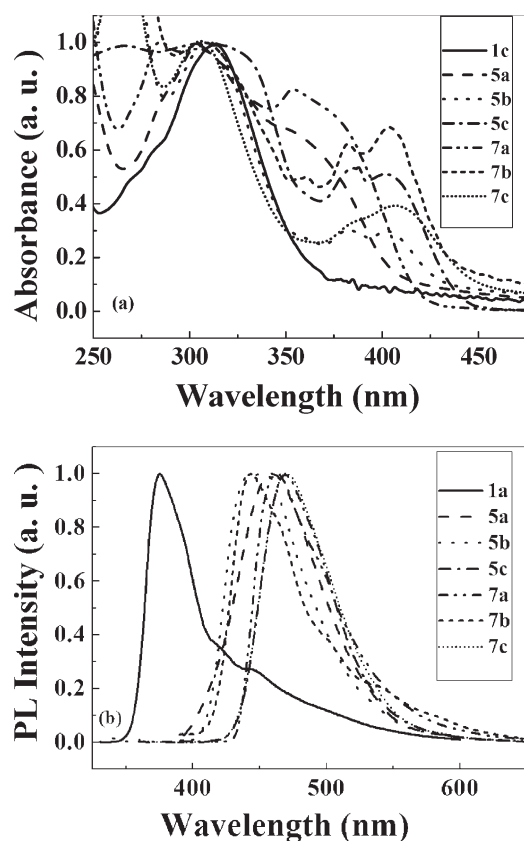 1.0
0.8
0.6
0.4
0.2
0.0
Absorbance (a. u. )
(a)
1c
5a
5b
5c
7a
7b
7c
250 300 350 400 450
Wavelength (nm)
1.0
0.8
0.6
0.4
0.2
0.0
PL Intensity (a. u. )
(b)
1a
5a
5b
5c
7a
7b
7c
400 500 600
Wavelength (nm)